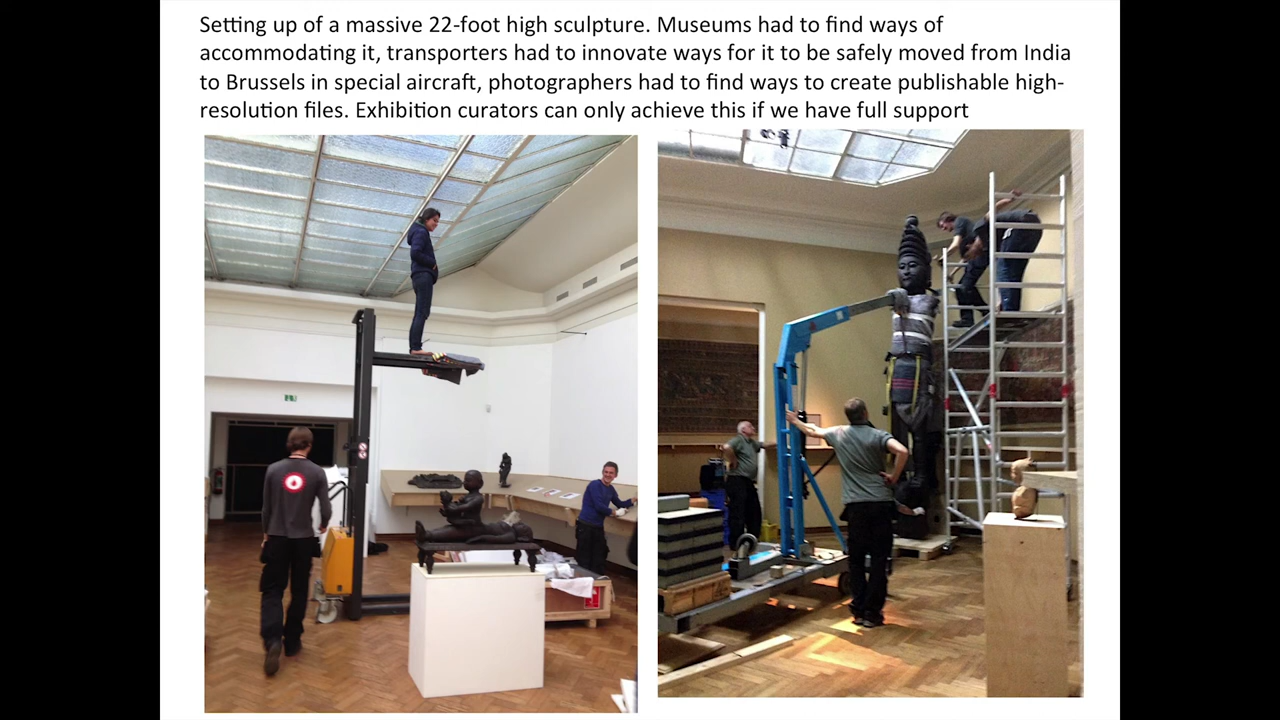 Setting up of a massive 22-foot high sculpture. Museums had to find ways of
accommodating it, transporters had to innovate ways for it to be safely moved from India
to Brussels in special aircraft, photographers had to find ways to create publishable high-
resolution files. Exhibition curators can only achieve this if we have full support